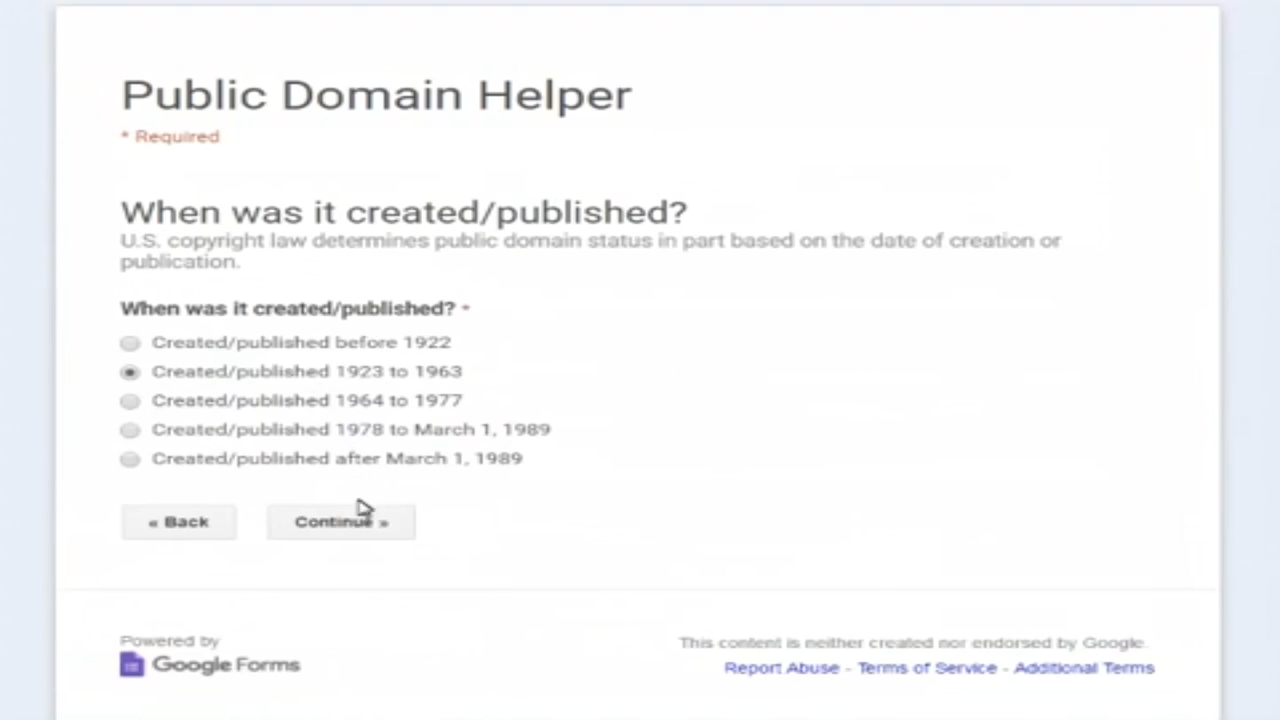 Public Domain Helper
* Required
When was it created/published?
U.S. copyright law determines public domain status in part based on the date of creation or
publication.
When was it created/published? *
Created/published before 1922
Created/published 1923 to 1963
Created/published 1964 to 1977
Created/published 1978 to March 1, 1989
Created/published after March 1, 1989
« Back
Continue »
Powered by
Google Forms
This content is neither created nor endorsed by Google.
Report Abuse - Terms of Service - Additional Terms